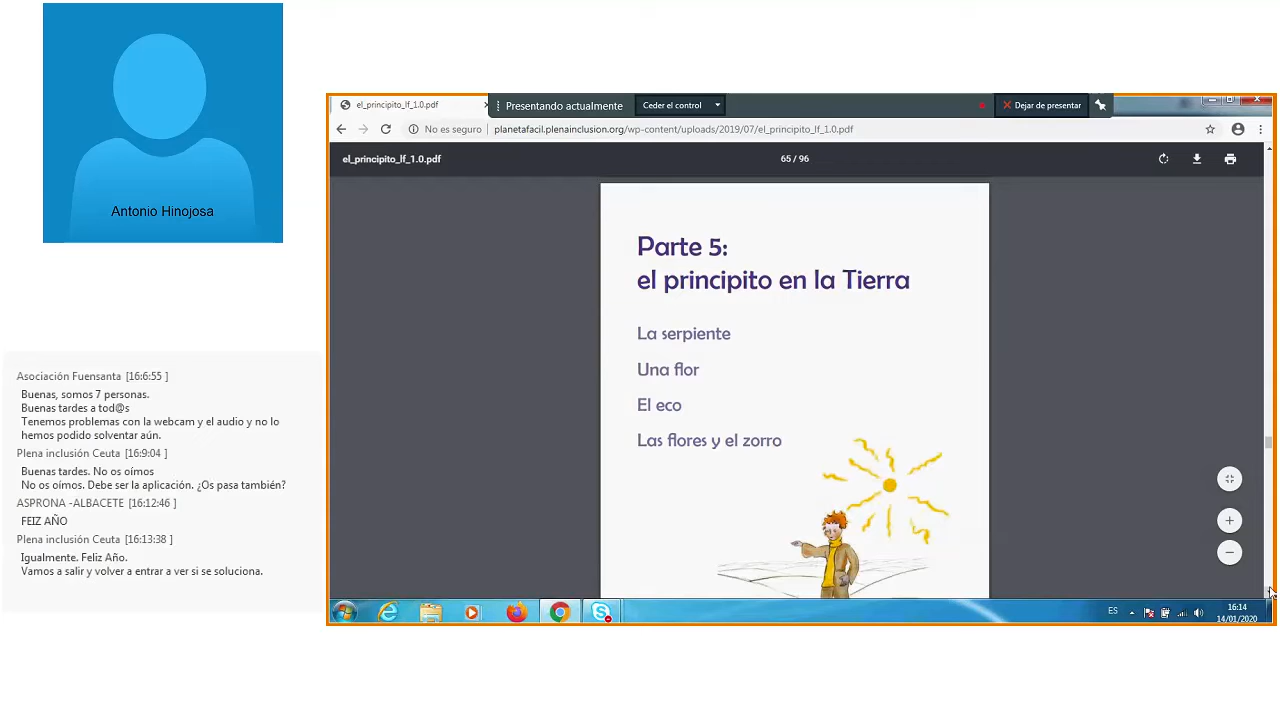 Antonio Hinojosa
Asociación Fuensanta [16:6:55 ]
Buenas, somos 7 personas.
Buenas tardes a tod@s
Tenemos problemas con la webcam y el audio y no lo
hemos podido solventar aún.
Plena inclusión Ceuta [16:9:04 ]
Buenas tardes. No os oímos
No os oímos. Debe ser la aplicación. ¿Os pasa también?
ASPRONA -ALBACETE [16:12:46 ]
FEIZ AÑO
Plena inclusión Ceuta [16:13:38 ]
Igualmente. Feliz Año.
Vamos a salir y volver a entrar a ver si se soluciona.
el_principito_lf_1.0.pdf
Presentando actualmente
Ceder el control
Dejar de presentar
No es seguro
planetafacil.plenainclusion.org/wp-content/uploads/2019/07/el_principito_lf_1.0.pdf
el_principito_lf_1.0.pdf
65 / 96
Parte 5:
el principito en la Tierra
La serpiente
Una flor
El eco
Las flores y el zorro
ES
16:14
14/01/2020